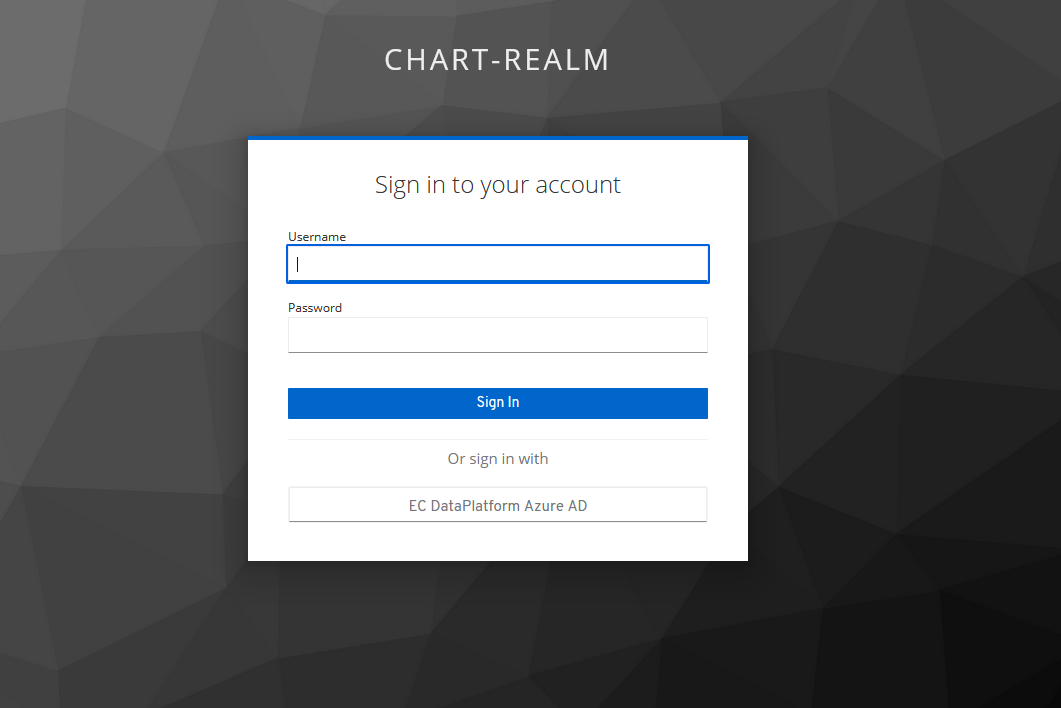 CHART-REALM
Sign in to your account
Username
Password
Sign In
Or sign in with
EC DataPlatform Azure AD